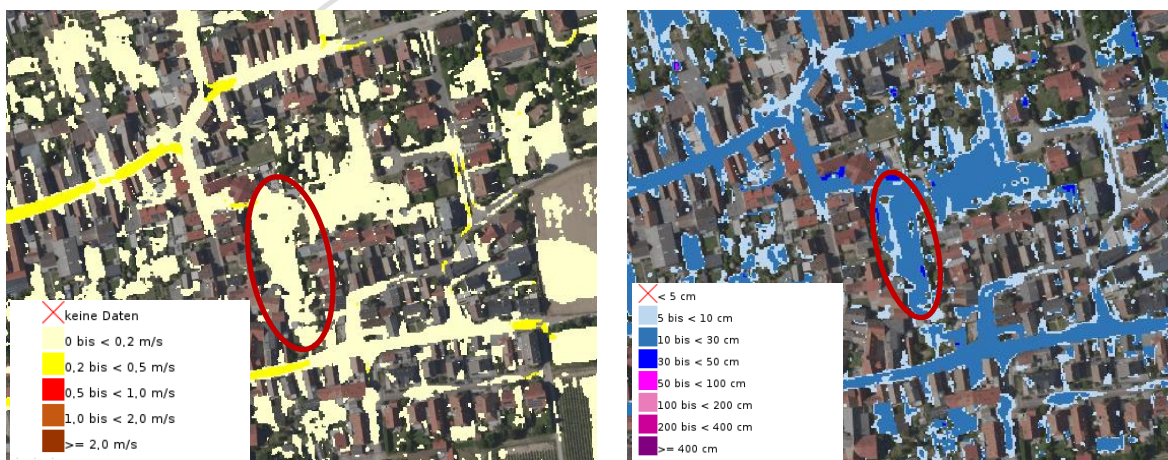 keine Daten
0 bis < 0,2 m/s
0,2 bis < 0,5 m/s
0,5 bis < 1,0 m/s
1,0 bis < 2,0 m/s
>= 2,0 m/s
< 5 cm
5 bis < 10 cm
10 bis < 30 cm
30 bis < 50 cm
50 bis < 100 cm
100 bis < 200 cm
200 bis < 400 cm
>= 400 cm